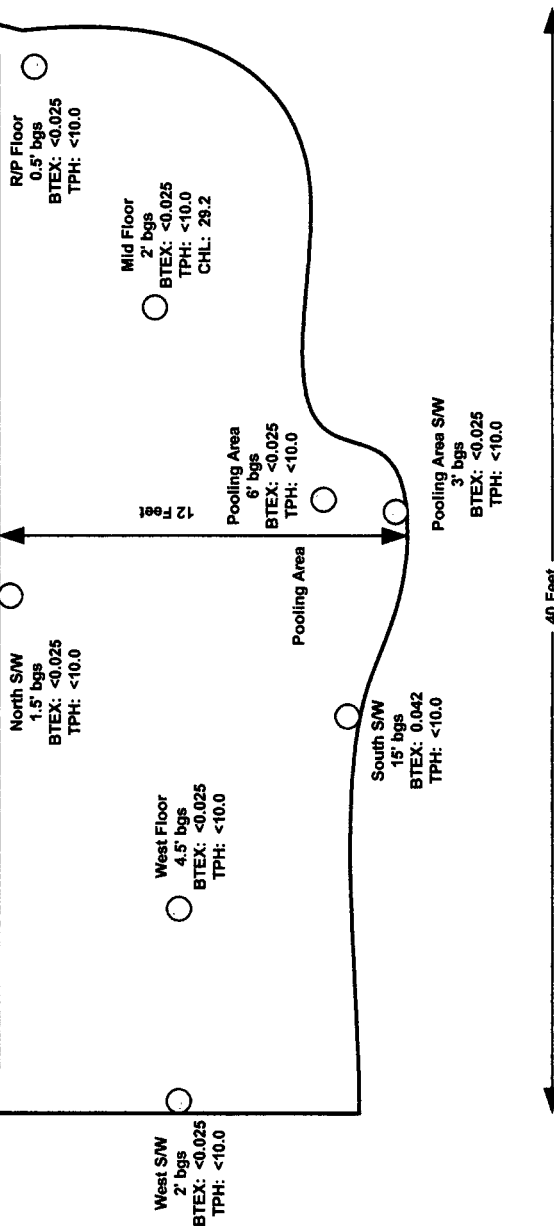 West S/W
2' bgs
BTEX: <0.025
TPH: <10.0
West Floor
4.5' bgs
BTEX: <0.025
TPH: <10.0
North S/W
1.5' bgs
BTEX: <0.025
TPH: <10.0
South S/W
15' bgs
BTEX: 0.042
TPH: <10.0
Pooling Area
12 Feet
Pooling Area
6' bgs
BTEX: <0.025
TPH: <10.0
Pooling Area S/W
3' bgs
BTEX: <0.025
TPH: <10.0
Mid Floor
2' bgs
BTEX: <0.025
TPH: <10.0
CHL: 29.2
R/P Floor
0.5' bgs
BTEX: <0.025
TPH: <10.0
40 Feet